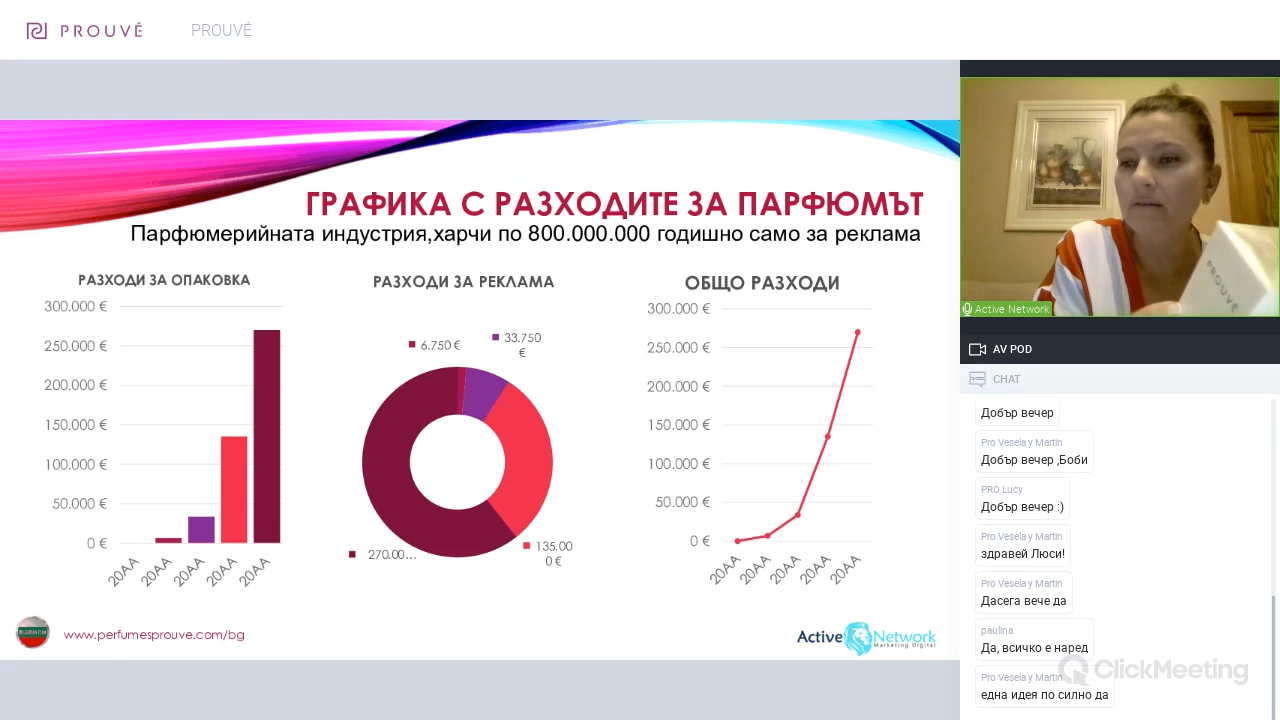 PROUVÉ
PROUVÉ
ГРАФИКА С РАЗХОДИТЕ ЗА ПАРФЮМЪТ
Парфюмерийната индустрия,харчи по 800.000.000 годишно само за реклама
РАЗХОДИ ЗА ОПАКОВКА
300.000 €
250.000 €
200.000 €
150.000 €
100.000 €
50.000 €
0 €
20АА
20АА
20АА
20АА
20АА
РАЗХОДИ ЗА РЕКЛАМА
6.750 €
33.750
€
135.00
0 €
270.00...
ОБЩО РАЗХОДИ
300.000 €
250.000 €
200.000 €
150.000 €
100.000 €
50.000 €
0 €
20АА
20АА
20АА
20АА
20АА
www.perfumesprouve.com/bg
Active Network
Marketing Digital
PROUVÉ
Active Network
AV POD
CHAT
Добър вечер
Pro Vesela y Martin
Добър вечер ,Боби
PRO Lucy
Добър вечер :)
Pro Vesela y Martin
здравей Люси!
Pro Vesela y Martin
Дасега вече да
paulina
Да, всичко е наред
Pro Vesela y Martin
една идея по силно да
ClickMeeting